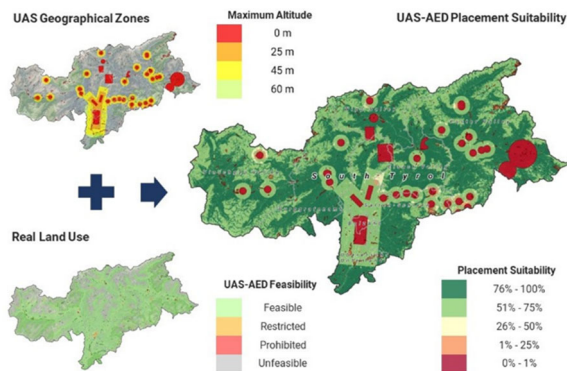 UAS Geographical Zones
Maximum Altitude
0 m
25 m
45 m
60 m
UAS-AED Placement Suitability
South Tyrol
Real Land Use
UAS-AED Feasibility
Feasible
Restricted
Prohibited
Unfeasible
Placement Suitability
76% - 100%
51% - 75%
26% - 50%
1% - 25%
0% - 1%